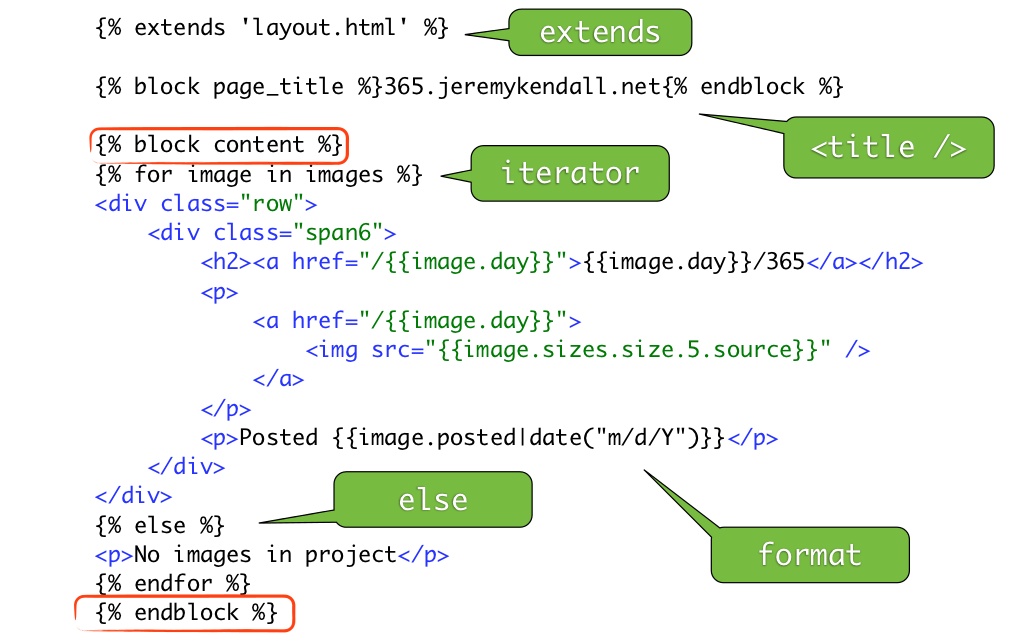 {% extends 'layout.html' %}
extends
{% block page_title %}365.jeremykendall.net{% endblock %}
<title />
{% block content %}
{% for image in images %}
iterator
<div class="row">
    <div class="span6">
        <h2><a href="/{{image.day}}">{{image.day}}/365</a></h2>
        <p>
            <a href="/{{image.day}}">
                <img src="{{image.sizes.size.5.source}}" />
            </a>
        </p>
        <p>Posted {{image.posted|date("m/d/Y")}}</p>
    </div>
</div>
else
{% else %}
<p>No images in project</p>
format
{% endfor %}
{% endblock %}